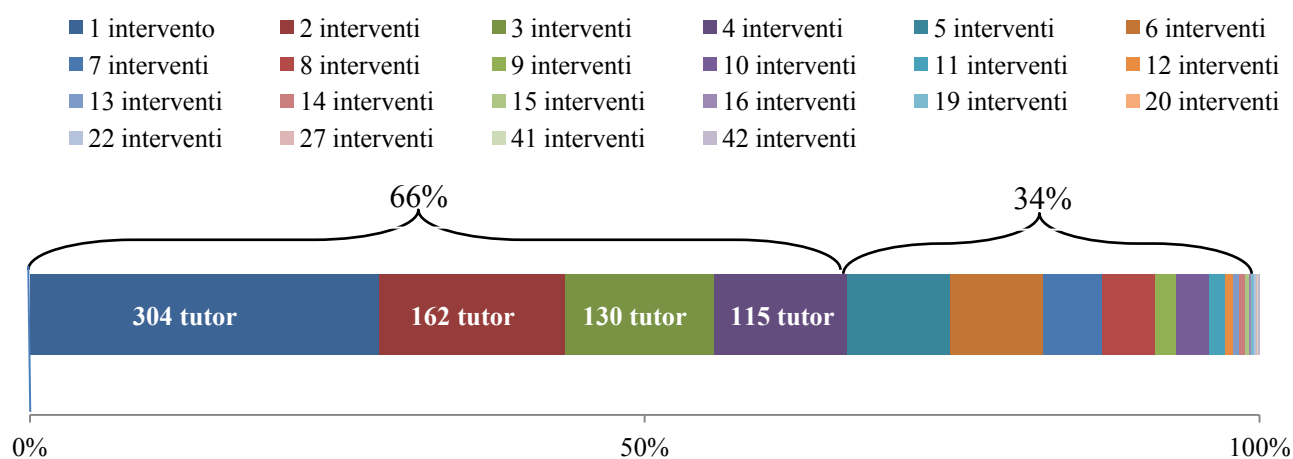 1 intervento 2 interventi 3 interventi 4 interventi 5 interventi 6 interventi
7 interventi 8 interventi 9 interventi 10 interventi 11 interventi 12 interventi
13 interventi 14 interventi 15 interventi 16 interventi 19 interventi 20 interventi
22 interventi 27 interventi 41 interventi 42 interventi
66% 34%
304 tutor 162 tutor 130 tutor 115 tutor
0% 50% 100%